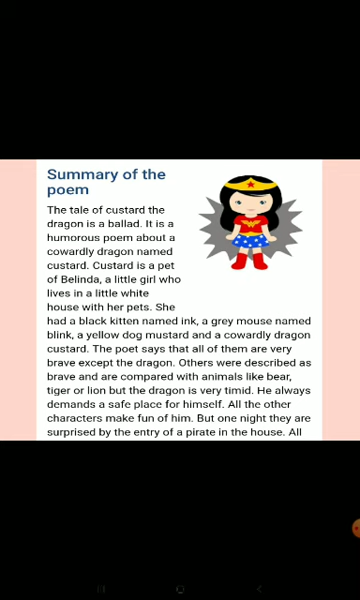 Summary of the
poem
The tale of custard the
dragon is a ballad. It is a
humorous poem about a
cowardly dragon named
custard. Custard is a pet
of Belinda, a little girl who
lives in a little white
house with her pets. She
had a black kitten named ink, a grey mouse named
blink, a yellow dog mustard and a cowardly dragon
custard. The poet says that all of them are very
brave except the dragon. Others were described as
brave and are compared with animals like bear,
tiger or lion but the dragon is very timid. He always
demands a safe place for himself. All the other
characters make fun of him. But one night they are
surprised by the entry of a pirate in the house. All